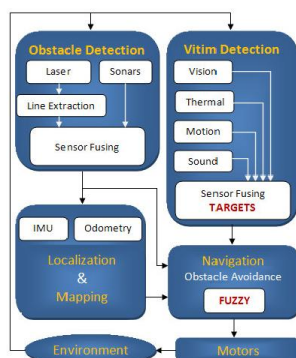 Obstacle Detection
Laser
Sonars
Line Extraction
Sensor Fusing
Vitim Detection
Vision
Thermal
Motion
Sound
Sensor Fusing
TARGETS
IMU
Odometry
Localization
&
Mapping
Navigation
Obstacle Avoidance
FUZZY
Environment
Motors